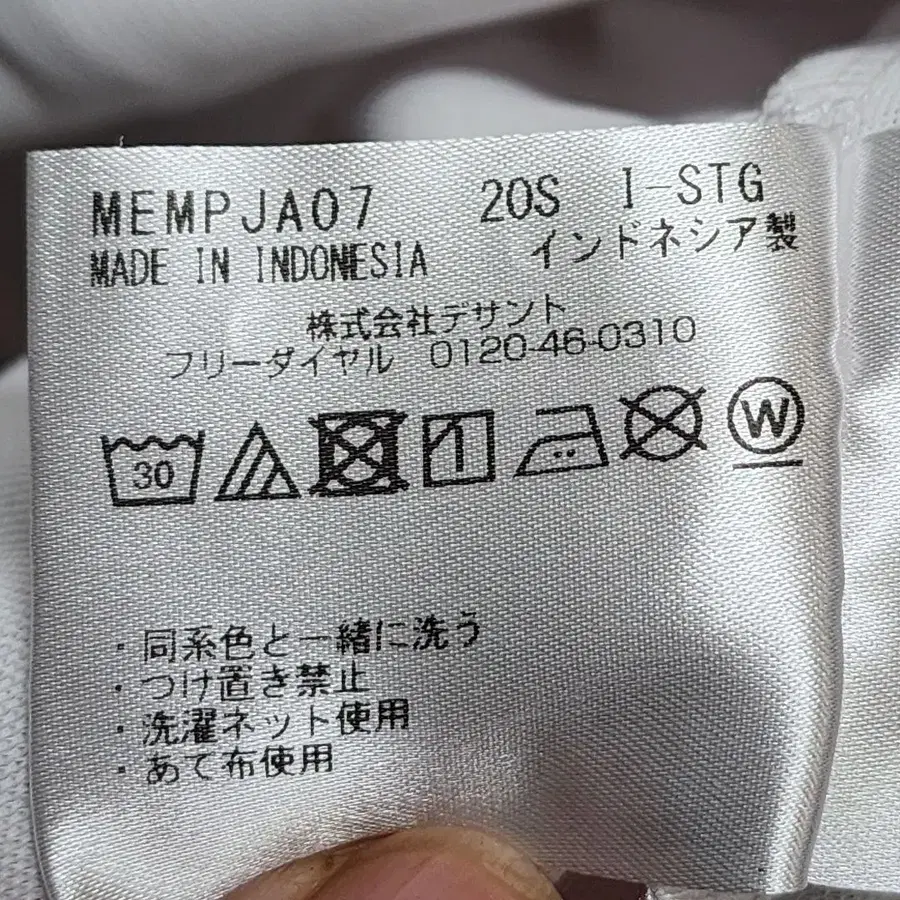 MEMPJA07 20S I-STG
MADE IN INDONESIA インドネシア製
株式会社デサント
フリーダイヤル 0120-46-0310
30 W
・同系色と一緒に洗う
・つけ置き禁止
・洗濯ネット使用
・あて布使用